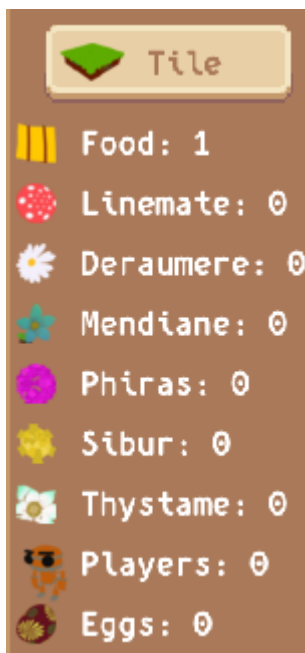 Tile
Food: 1
Linemate: 0
Deraumere: 0
Mendiane: 0
Phiras: 0
Sibur: 0
Thystame: 0
Players: 0
Eggs: 0